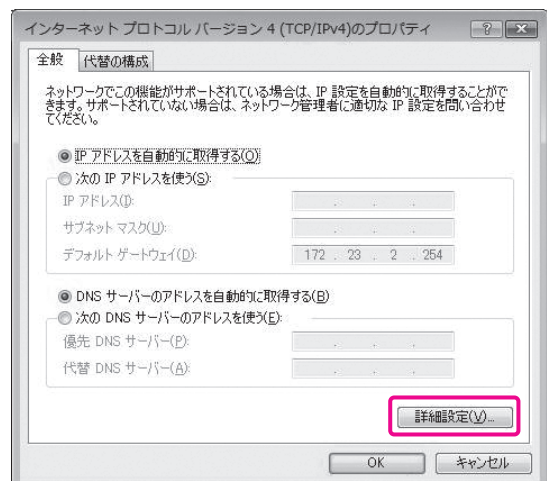 インターネット プロトコル バージョン 4 (TCP/IPv4)のプロパティ
全般 代替の構成
ネットワークでこの機能がサポートされている場合は、IP 設定を自動的に取得することがで
きます。サポートされていない場合は、ネットワーク管理者に適切な IP 設定を問い合わせ
てください。
IP アドレスを自動的に取得する(O)
次の IP アドレスを使う(S):
IP アドレス(I):
サブネット マスク(U):
デフォルト ゲートウェイ(D): 172 . 23 . 2 . 254
DNS サーバーのアドレスを自動的に取得する(B)
次の DNS サーバーのアドレスを使う(E):
優先 DNS サーバー(P):
代替 DNS サーバー(A):
詳細設定(V)...
OK キャンセル